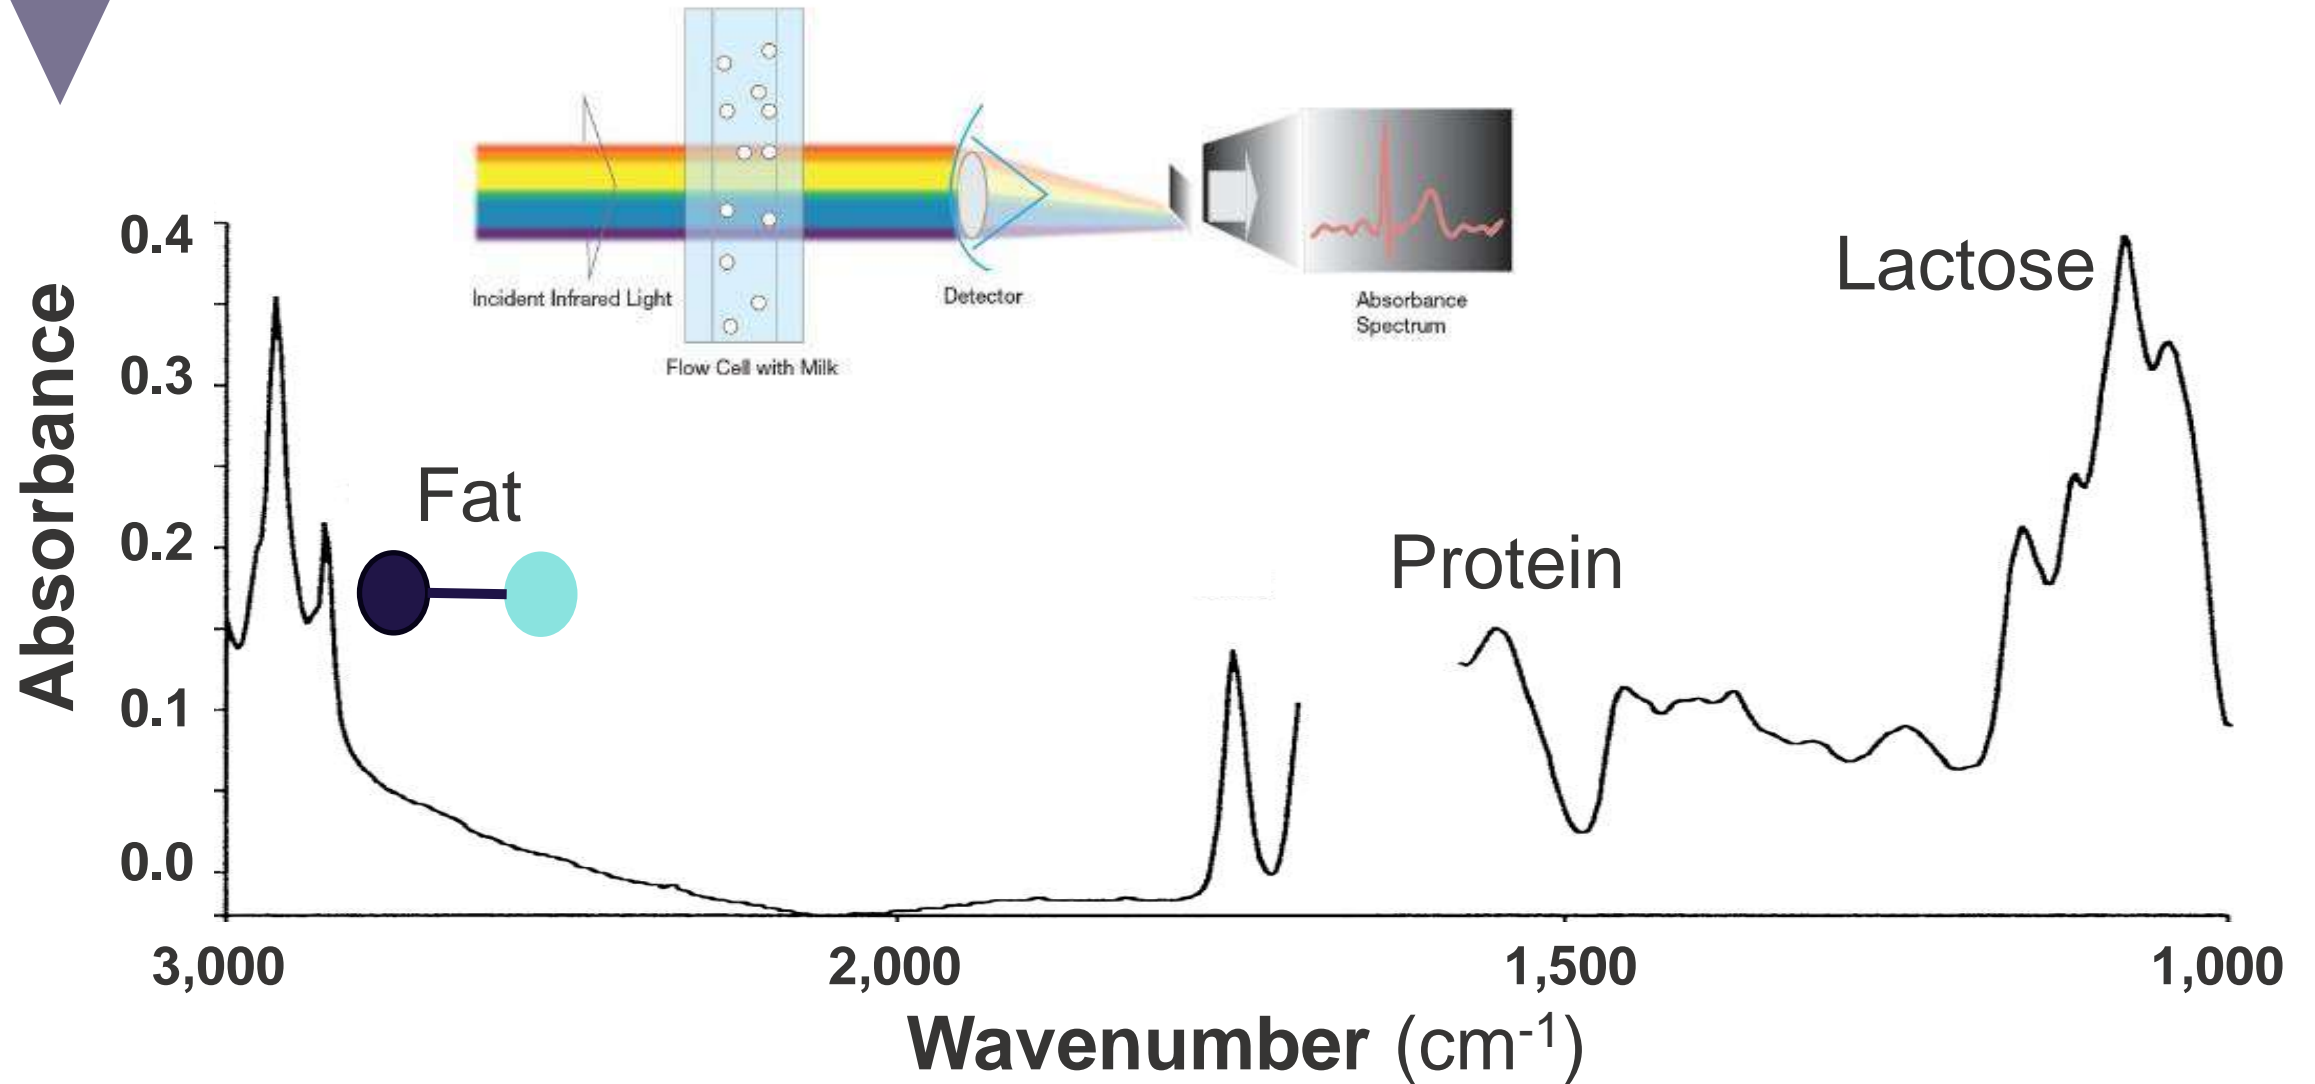 Incident Infrared Light
Flow Cell with Milk
Detector
Absorbance
Spectrum
Absorbance
0.4
0.3
0.2
0.1
0.0
Fat
Protein
Lactose
3,000
2,000
1,500
1,000
Wavenumber (cm⁻¹)